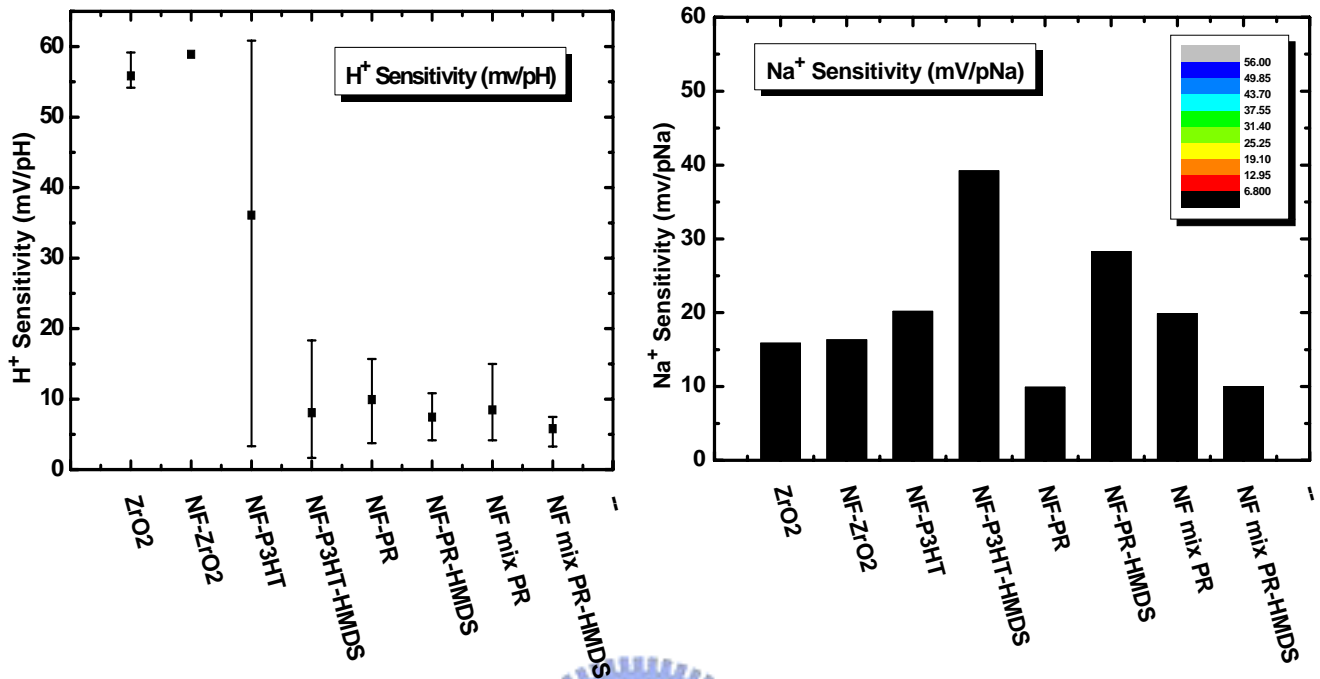 H+ Sensitivity (mV/pH)
60
50
40
30
20
10
0
H+ Sensitivity (mv/pH)
ZrO2
NF-ZrO2
NF-P3HT
NF-P3HT-HMDS
NF-PR
NF-PR-HMDS
NF mix PR
NF mix PR-HMDS
--
Na+ Sensitivity (mv/pNa)
60
50
40
30
20
10
0
Na+ Sensitivity (mV/pNa)
56.00
49.85
43.70
37.55
31.40
25.25
19.10
12.95
6.800
ZrO2
NF-ZrO2
NF-P3HT
NF-P3HT-HMDS
NF-PR
NF-PR-HMDS
NF mix PR
NF mix PR-HMDS
--